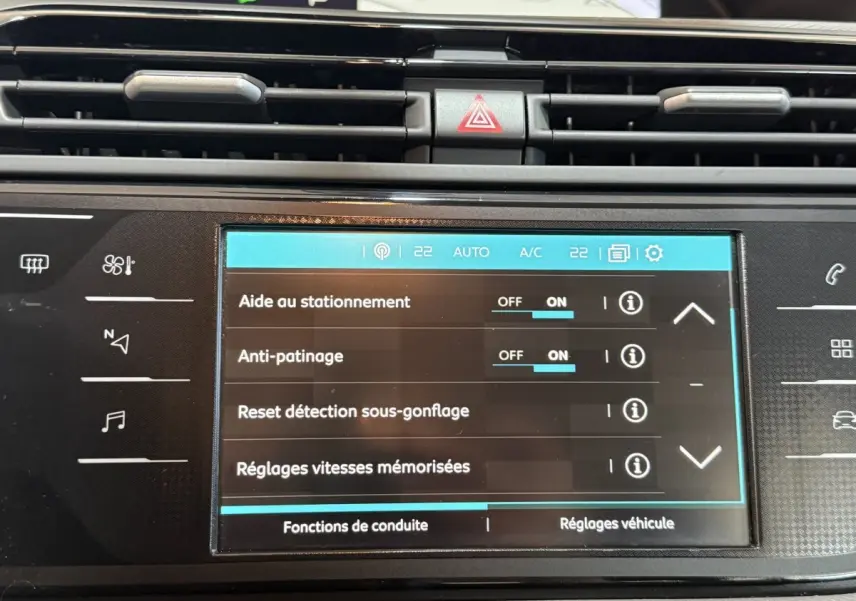 P
22 AUTO A/C 22
Aide au stationnement OFF ON
Anti-patinage OFF ON
Reset détection sous-gonflage
Réglages vitesses mémorisées
Fonctions de conduite | Réglages véhicule
N